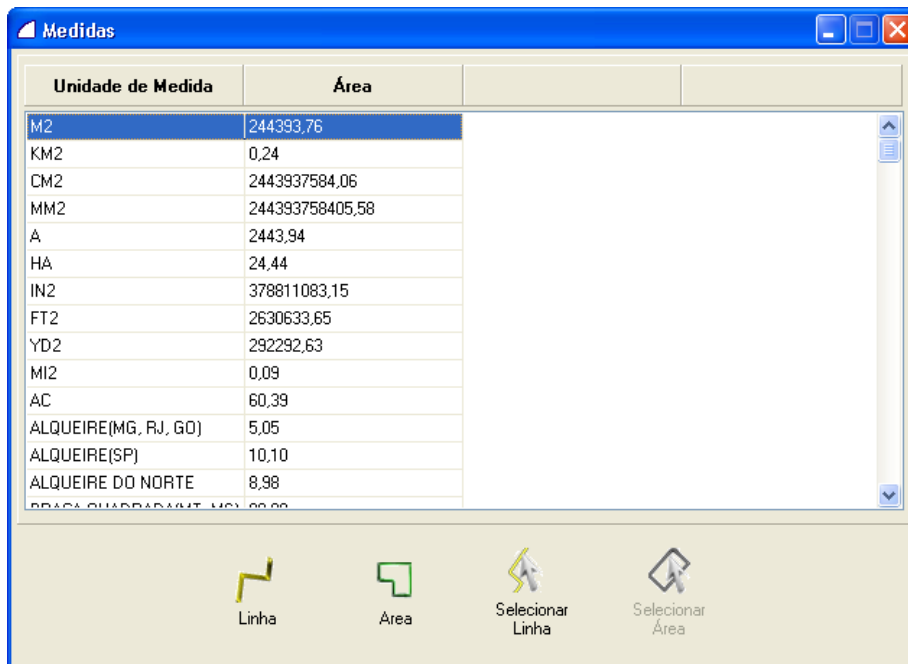 Medidas
Unidade de Medida Área
M2 244393,76
KM2 0,24
CM2 2443937584,06
MM2 244393758405,58
A 2443,94
HA 24,44
IN2 378811083,15
FT2 2630633,65
YD2 292292,63
MI2 0,09
AC 60,39
ALQUEIRE(MG, RJ, GO) 5,05
ALQUEIRE(SP) 10,10
ALQUEIRE DO NORTE 8,98
Linha Area Selecionar Selecionar
Linha Área